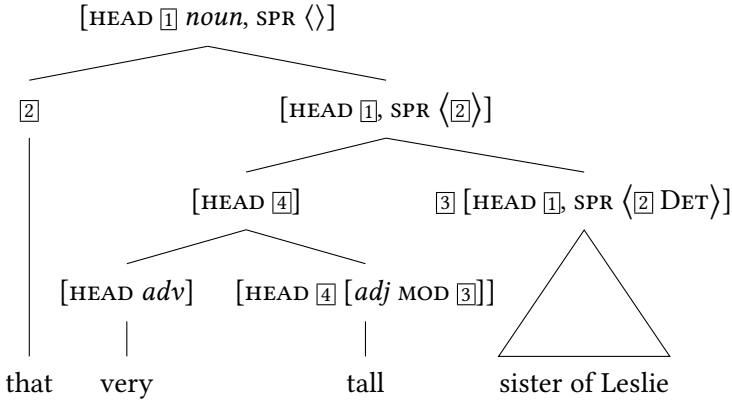 [HEAD 1 noun, SPR ⟨⟩]
2 [HEAD 1, SPR ⟨2⟩]
[HEAD 4] 3 [HEAD 1, SPR ⟨2 DET⟩]
[HEAD adv] [HEAD 4 [adj MOD 3]]
that very tall sister of Leslie